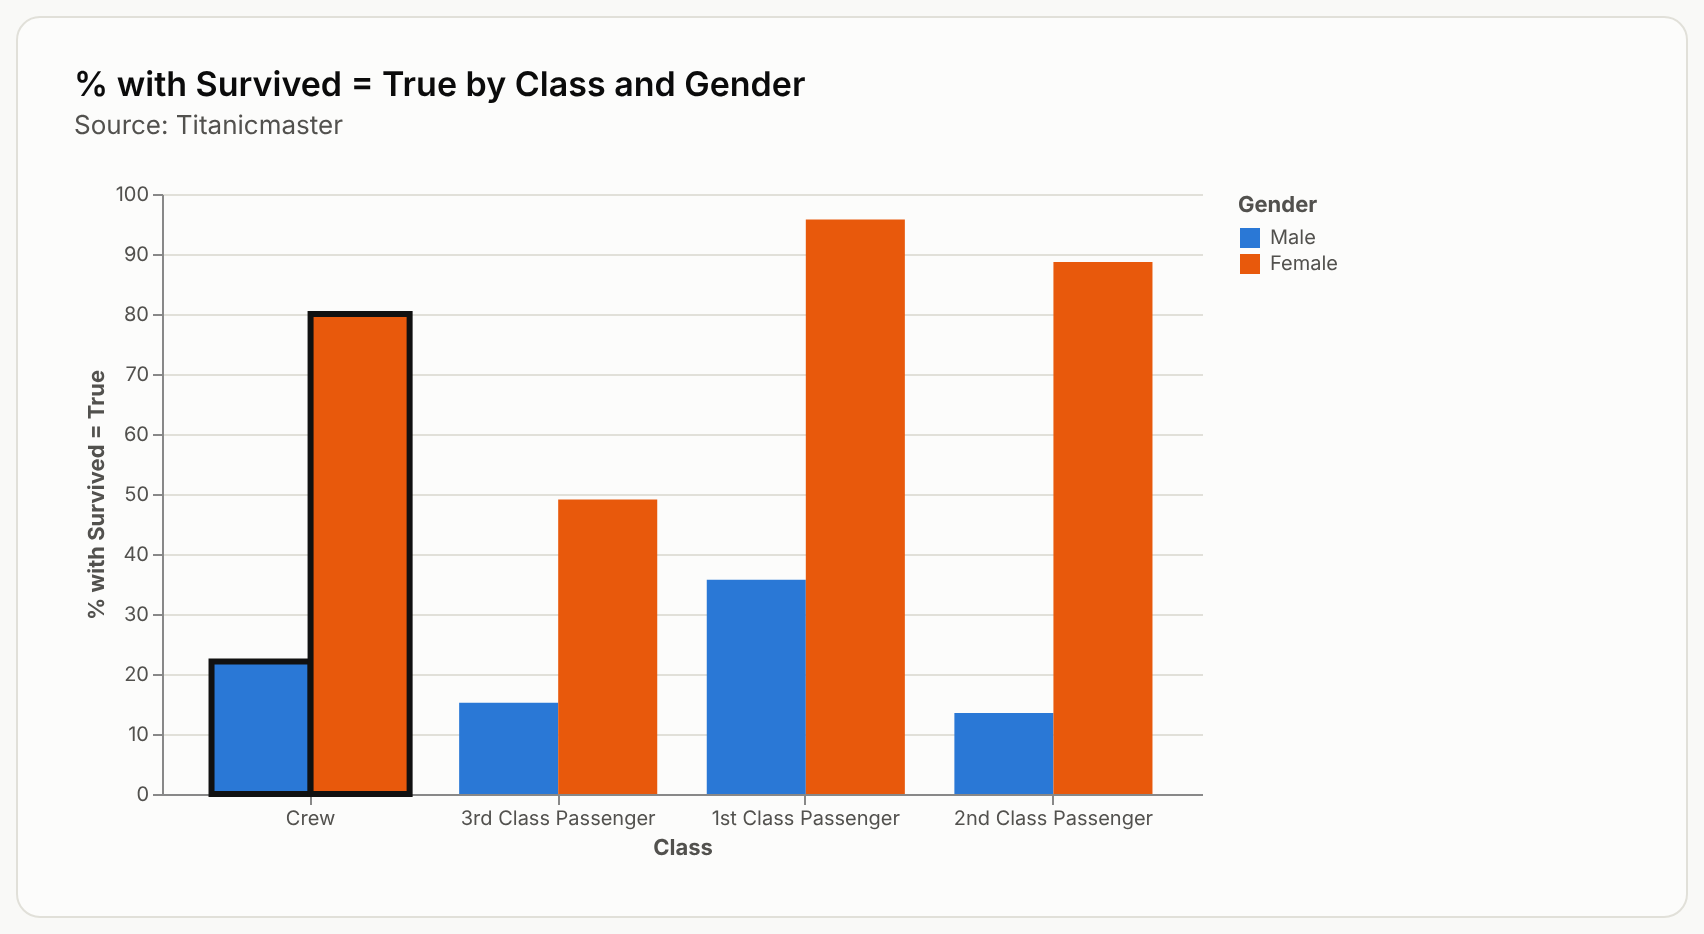 % with Survived = True by Class and Gender
Source: Titanicmaster
100
90
80
70
60
50
40
30
20
10
0
% with Survived = True
Crew
3rd Class Passenger
1st Class Passenger
2nd Class Passenger
Class
Gender
Male
Female